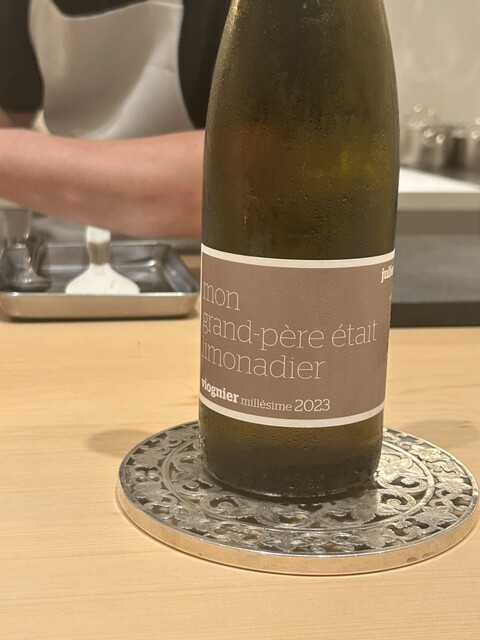 mon
grand-père était
limonadier
viognier millésime 2023